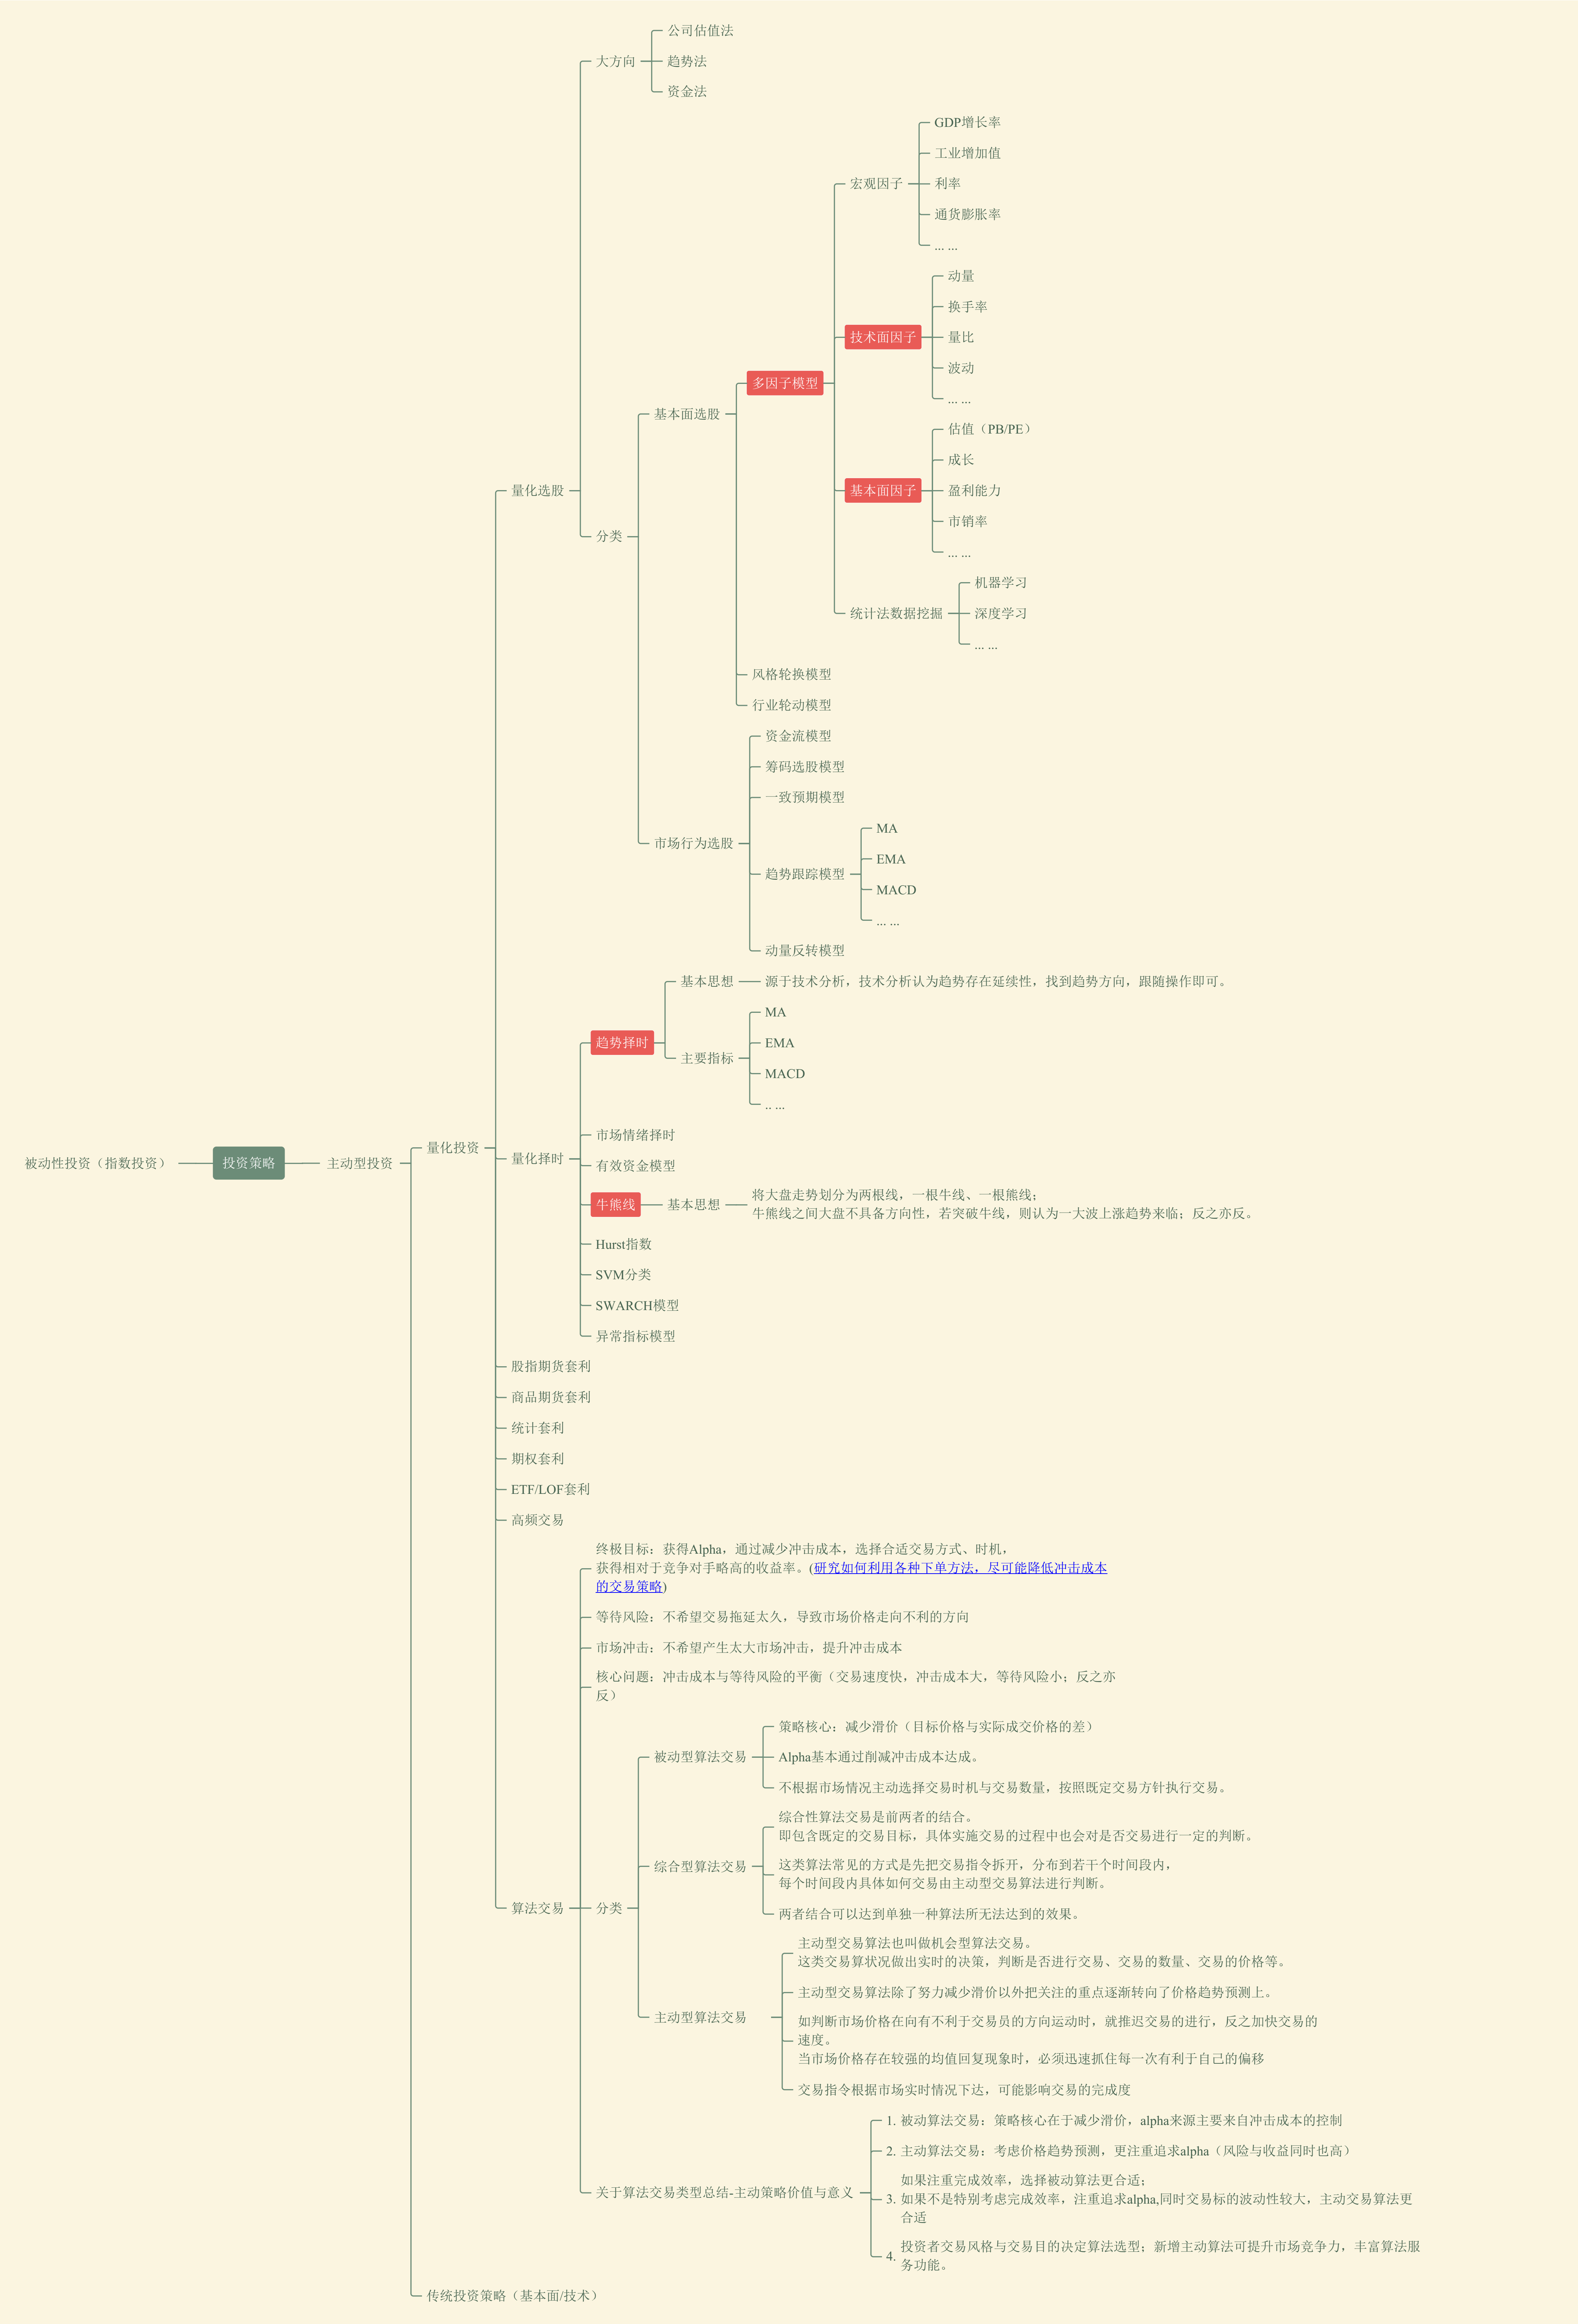 公司估值法
大方向
趋势法
资金法
GDP增长率
工业增加值
宏观因子
利率
通货膨胀率
... ...
动量
换手率
技术面因子
量比
波动
... ...
多因子模型
基本面选股
估值（PB/PE）
成长
基本面因子
盈利能力
市销率
... ...
量化选股
分类
机器学习
统计法数据挖掘
深度学习
... ...
风格轮换模型
行业轮动模型
资金流模型
筹码选股模型
一致预期模型
市场行为选股
MA
EMA
趋势跟踪模型
MACD
... ...
动量反转模型
基本思想
源于技术分析，技术分析认为趋势存在延续性，找到趋势方向，跟随操作即可。
趋势择时
MA
EMA
主要指标
MACD
.. ...
市场情绪择时
被动性投资（指数投资）
投资策略
主动型投资
量化投资
量化择时
有效资金模型
牛熊线
基本思想
将大盘走势划分为两根线，一根牛线、一根熊线；
牛熊线之间大盘不具备方向性，若突破牛线，则认为一大波上涨趋势来临；反之亦反。
Hurst指数
SVM分类
SWARCH模型
异常指标模型
股指期货套利
商品期货套利
统计套利
期权套利
ETF/LOF套利
高频交易
终极目标：获得Alpha，通过减少冲击成本，选择合适交易方式、时机，
获得相对于竞争对手略高的收益率。(研究如何利用各种下单方法，尽可能降低冲击成本
的交易策略)
等待风险：不希望交易拖延太久，导致市场价格走向不利的方向
市场冲击：不希望产生太大市场冲击，提升冲击成本
核心问题：冲击成本与等待风险的平衡（交易速度快，冲击成本大，等待风险小；反之亦
反）
策略核心：减少滑价（目标价格与实际成交价格的差）
被动型算法交易
Alpha基本通过削减冲击成本达成。
不根据市场情况主动选择交易时机与交易数量，按照既定交易方针执行交易。
综合性算法交易是前两者的结合。
即包含既定的交易目标，具体实施交易的过程中也会对是否交易进行一定的判断。
综合型算法交易
这类算法常见的方式是先把交易指令拆开，分布到若干个时间段内，
每个时间段内具体如何交易由主动型交易算法进行判断。
两者结合可以达到单独一种算法所无法达到的效果。
算法交易
分类
主动型交易算法也叫做机会型算法交易。
这类交易算状况做出实时的决策，判断是否进行交易、交易的数量、交易的价格等。
主动型交易算法除了努力减少滑价以外把关注的重点逐渐转向了价格趋势预测上。
主动型算法交易
如判断市场价格在向有不利于交易员的方向运动时，就推迟交易的进行，反之加快交易的
速度。
当市场价格存在较强的均值回复现象时，必须迅速抓住每一次有利于自己的偏移
交易指令根据市场实时情况下达，可能影响交易的完成度
1. 被动算法交易：策略核心在于减少滑价，alpha来源主要来自冲击成本的控制
2. 主动算法交易：考虑价格趋势预测，更注重追求alpha（风险与收益同时也高）
关于算法交易类型总结-主动策略价值与意义
如果注重完成效率，选择被动算法更合适；
3. 如果不是特别考虑完成效率，注重追求alpha,同时交易标的波动性较大，主动交易算法更
合适
4. 投资者交易风格与交易目的决定算法选型；新增主动算法可提升市场竞争力，丰富算法服
务功能。
传统投资策略（基本面/技术）